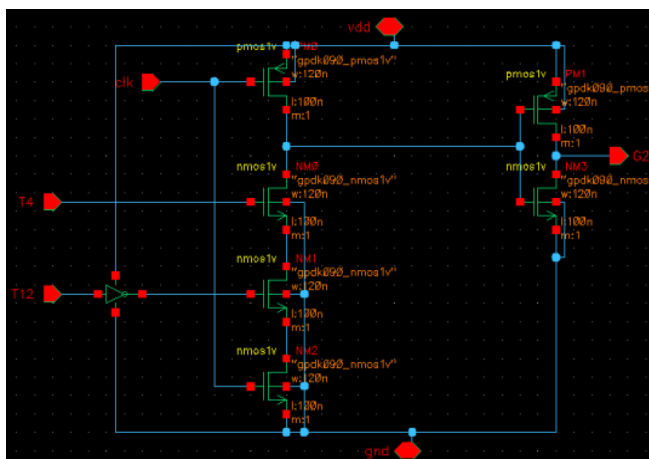 vdd
pmos1v PM0
"gpdk090_pmos1v"
w:120n
clk
l:100n
m:1
pmos1v PM1
"gpdk090_pmos
w:120n
l:100n
m:1
nmos1v NM0
"gpdk090_nmos1v"
w:120n
T4
l:100n
m:1
nmos1v NM3
"gpdk090_nmos
w:120n
G2
l:100n
m:1
nmos1v NM1
"gpdk090_nmos1v"
w:120n
T12
l:100n
m:1
nmos1v NM2
"gpdk090_nmos1v"
w:120n
l:100n
m:1
gnd